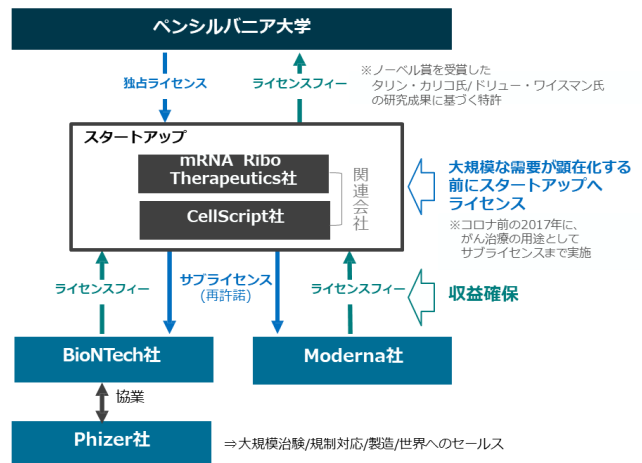 ペンシルバニア大学
独占ライセンス
ライセンスフィー
※ノーベル賞を受賞した
タリン・カリコ氏/ドリュー・ワイスマン氏
の研究成果に基づく特許
スタートアップ
mRNA Ribo
Therapeutics社
CellScript社
関連会社
大規模な需要が顕在化する
前にスタートアップへ
ライセンス
※コロナ前の2017年に、
がん治療の用途として
サブライセンスまで実施
ライセンスフィー
サブライセンス
(再許諾)
ライセンスフィー
収益確保
BioNTech社
Moderna社
協業
Phizer社
⇒大規模治験/規制対応/製造/世界へのセールス